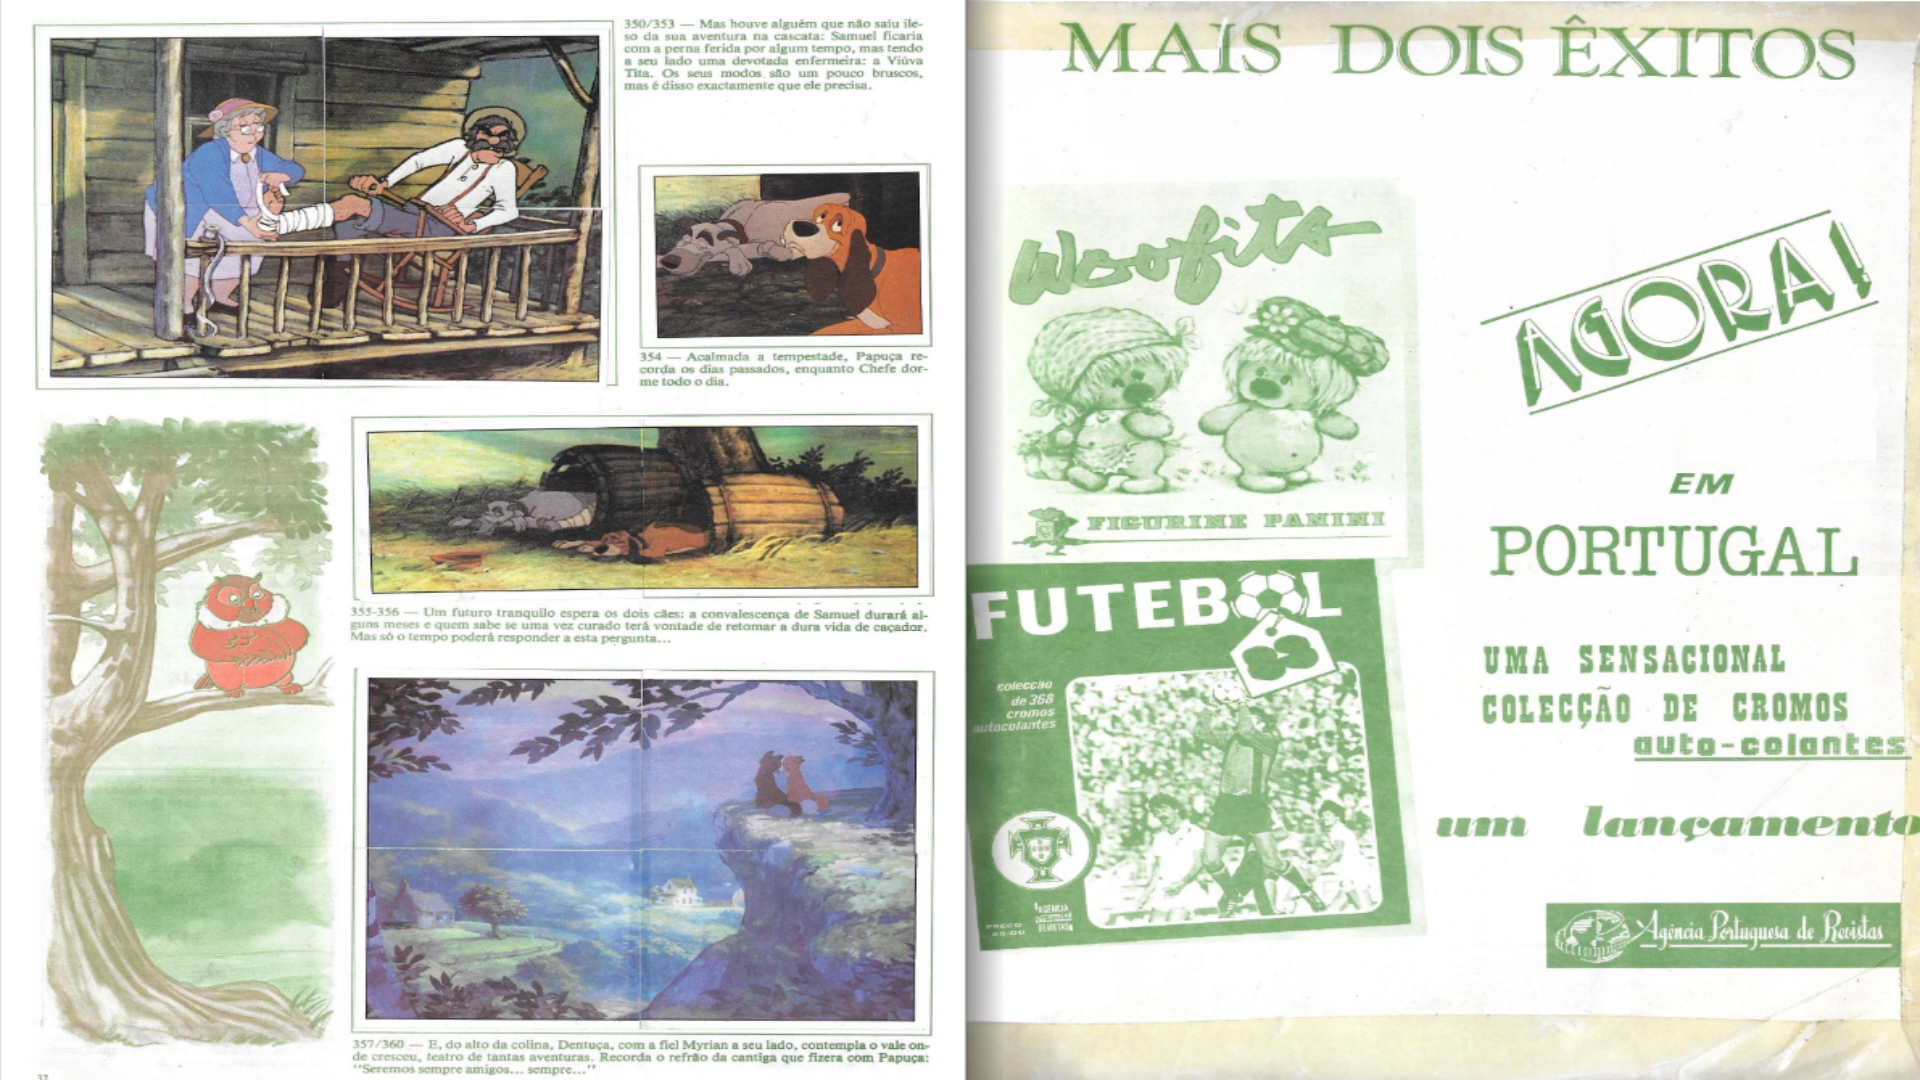 350/353 — Mas houve alguém que não saiu ile-
so da sua aventura na cascata: Samuel ficaria
com a perna ferida por algum tempo, mas tendo
a seu lado uma devotada enfermeira: a Viúva
Tita. Os seus modos são um pouco bruscos,
mas é disso exactamente que ele precisa.
354 — Acalmada a tempestade, Papuça re-
corda os dias passados, enquanto Chefe dor-
me todo o dia.
355-356 — Um futuro tranquilo espera os dois cães: a convalescença de Samuel durará al-
guns meses e quem sabe se uma vez curado terá vontade de retomar a dura vida de caçador.
Mas só o tempo poderá responder a esta pergunta...
357/360 — E, do alto da colina, Dentuça, com a fiel Myrian a seu lado, contempla o vale on-
de cresceu, teatro de tantas aventuras. Recorda o refrão da cantiga que fizera com Papuça:
"Seremos sempre amigos... sempre..."
32
MAIS DOIS ÊXITOS
Woofits
FIGURINE PANINI
FUTEBOL
83
colecção
de 368
cromos
autocolantes
PREÇO
25.00
AGÊNCIA
PORTUGUESA
REVISTAS
AGORA!
EM
PORTUGAL
UMA SENSACIONAL
COLECÇÃO DE CROMOS
auto-colantes
um lançamento
Agência Portuguesa de Revistas